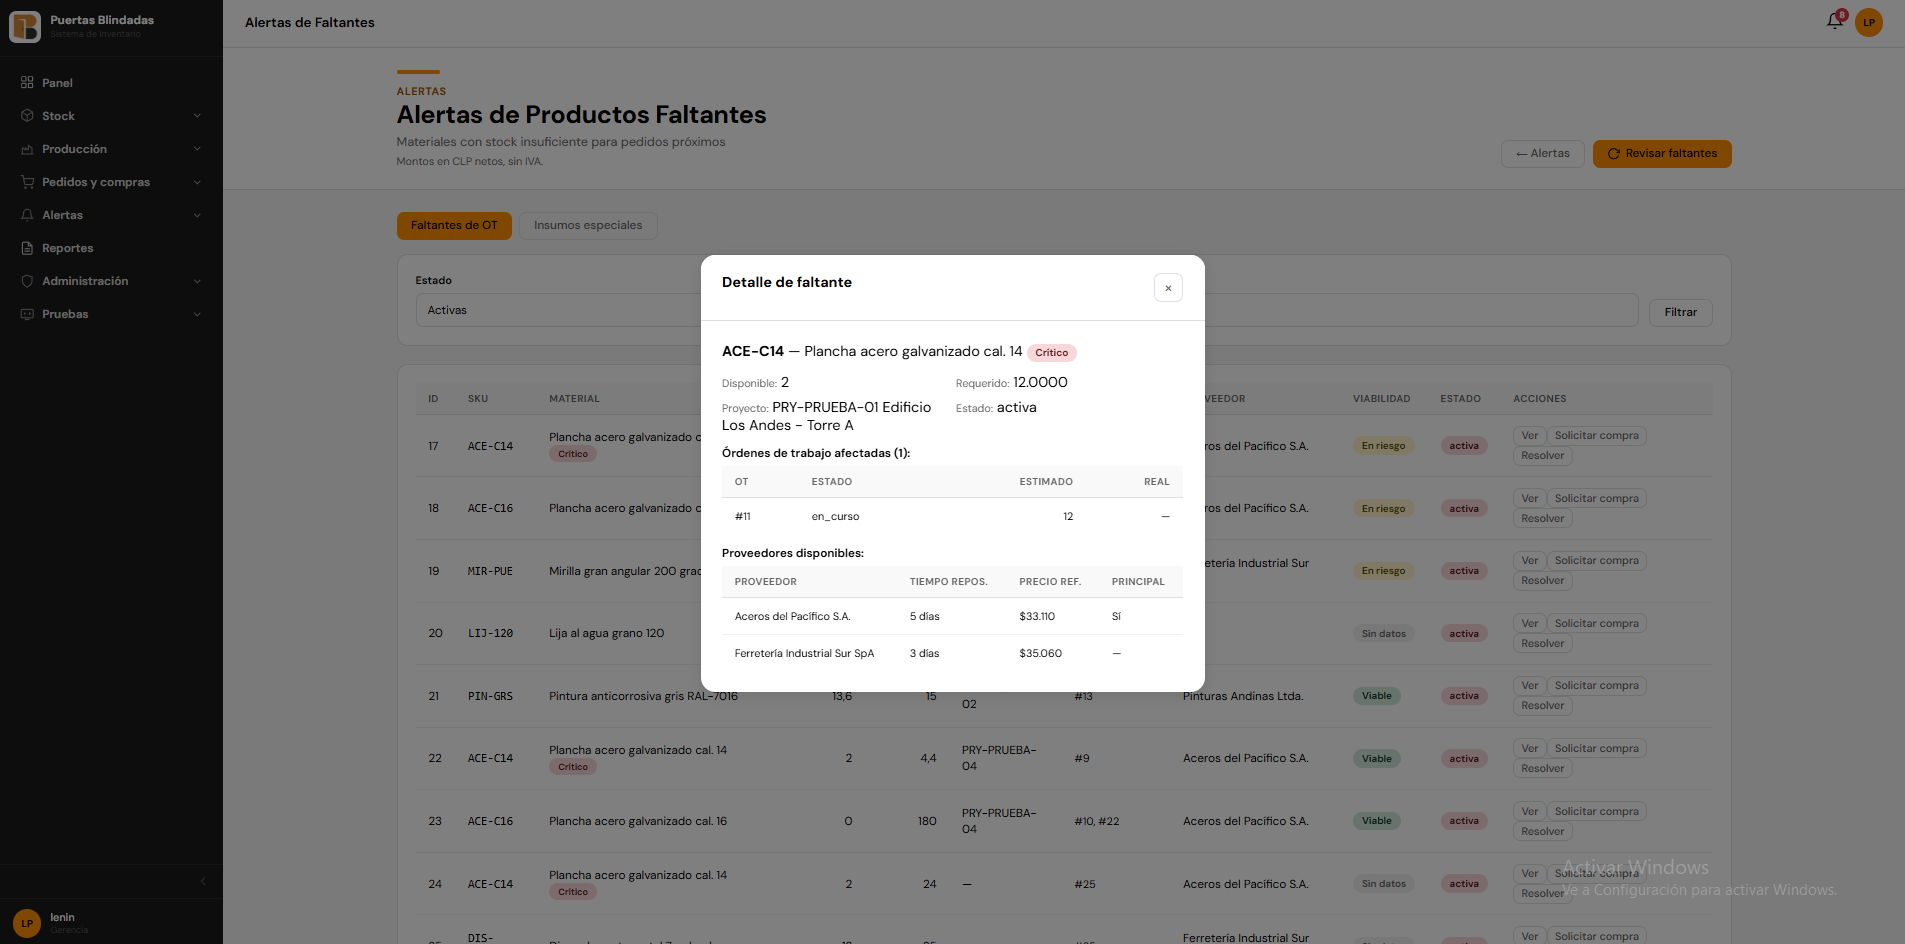 Puertas Blindadas
Sistema de Inventario
Panel
Stock
Producción
Pedidos y compras
Alertas
Reportes
Administración
Pruebas
LP
lenin
Gerencia
Alertas de Faltantes
8
LP
ALERTAS
Alertas de Productos Faltantes
Materiales con stock insuficiente para pedidos próximos
Montos en CLP netos, sin IVA.
← Alertas
Revisar faltantes
Faltantes de OT
Insumos especiales
Estado
Activas
Filtrar
Detalle de faltante
×
ACE-C14 — Plancha acero galvanizado cal. 14 Crítico
Disponible: 2 Requerido: 12.0000
Proyecto: PRY-PRUEBA-01 Edificio Los Andes - Torre A
Estado: activa
Órdenes de trabajo afectadas (1):
OT ESTADO ESTIMADO REAL
#11 en_curso 12 —
Proveedores disponibles:
PROVEEDOR TIEMPO REPOS. PRECIO REF. PRINCIPAL
Aceros del Pacífico S.A. 5 días $33.110 Sí
Ferretería Industrial Sur SpA 3 días $35.060 —
ID SKU MATERIAL VEEDOR VIABILIDAD ESTADO ACCIONES
17 ACE-C14 Plancha acero galvanizado c Crítico ros del Pacífico S.A. En riesgo activa Ver Solicitar compra Resolver
18 ACE-C16 Plancha acero galvanizado c ros del Pacífico S.A. En riesgo activa Ver Solicitar compra Resolver
19 MIR-PUE Mirilla gran angular 200 grad etería Industrial Sur En riesgo activa Ver Solicitar compra Resolver
20 LIJ-120 Lija al agua grano 120 Sin datos activa Ver Solicitar compra Resolver
21 PIN-GRS Pintura anticorrosiva gris RAL-7016 13,6 15 02 #13 Pinturas Andinas Ltda. Viable activa Ver Solicitar compra Resolver
22 ACE-C14 Plancha acero galvanizado cal. 14 Crítico 2 4,4 PRY-PRUEBA-04 #9 Aceros del Pacífico S.A. Viable activa Ver Solicitar compra Resolver
23 ACE-C16 Plancha acero galvanizado cal. 16 0 180 PRY-PRUEBA-04 #10, #22 Aceros del Pacífico S.A. Viable activa Ver Solicitar compra Resolver
24 ACE-C14 Plancha acero galvanizado cal. 14 Crítico 2 24 — #25 Aceros del Pacífico S.A. Sin datos activa Ver Solicitar compra Resolver
DIS- Ferretería Industrial Sur Ver Solicitar compra
Activar Windows
Ve a Configuración para activar Windows.